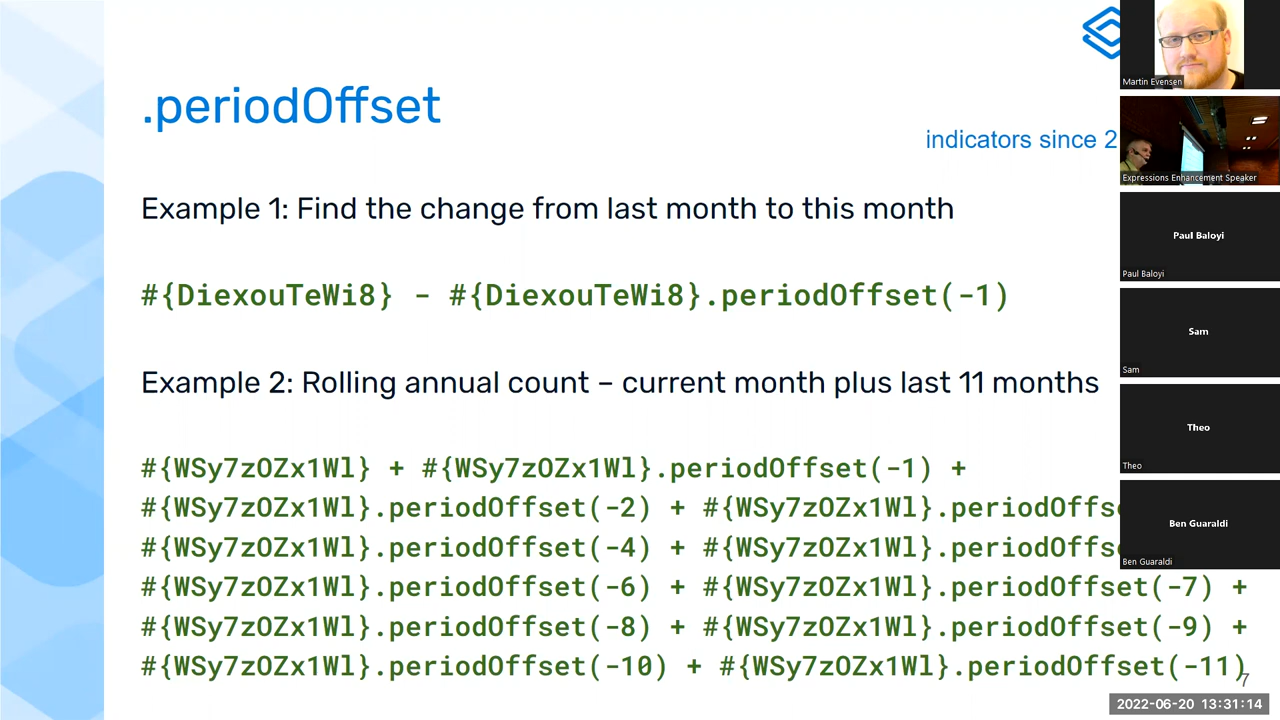 .periodOffset
indicators since 2
Example 1: Find the change from last month to this month
#{DiexouTeWi8} - #{DiexouTeWi8}.periodOffset(-1)
Example 2: Rolling annual count – current month plus last 11 months
#{WSy7zOZx1Wl} + #{WSy7zOZx1Wl}.periodOffset(-1) +
#{WSy7zOZx1Wl}.periodOffset(-2) + #{WSy7zOZx1Wl}.periodOffs
#{WSy7zOZx1Wl}.periodOffset(-4) + #{WSy7zOZx1Wl}.periodOffs
#{WSy7zOZx1Wl}.periodOffset(-6) + #{WSy7zOZx1Wl}.periodOffset(-7) +
#{WSy7zOZx1Wl}.periodOffset(-8) + #{WSy7zOZx1Wl}.periodOffset(-9) +
#{WSy7zOZx1Wl}.periodOffset(-10) + #{WSy7zOZx1Wl}.periodOffset(-11)
7
Martin Evensen
Expressions Enhancement Speaker
Paul Baloyi
Paul Baloyi
Sam
Sam
Theo
Theo
Ben Guaraldi
Ben Guaraldi
2022-06-20 13:31:14